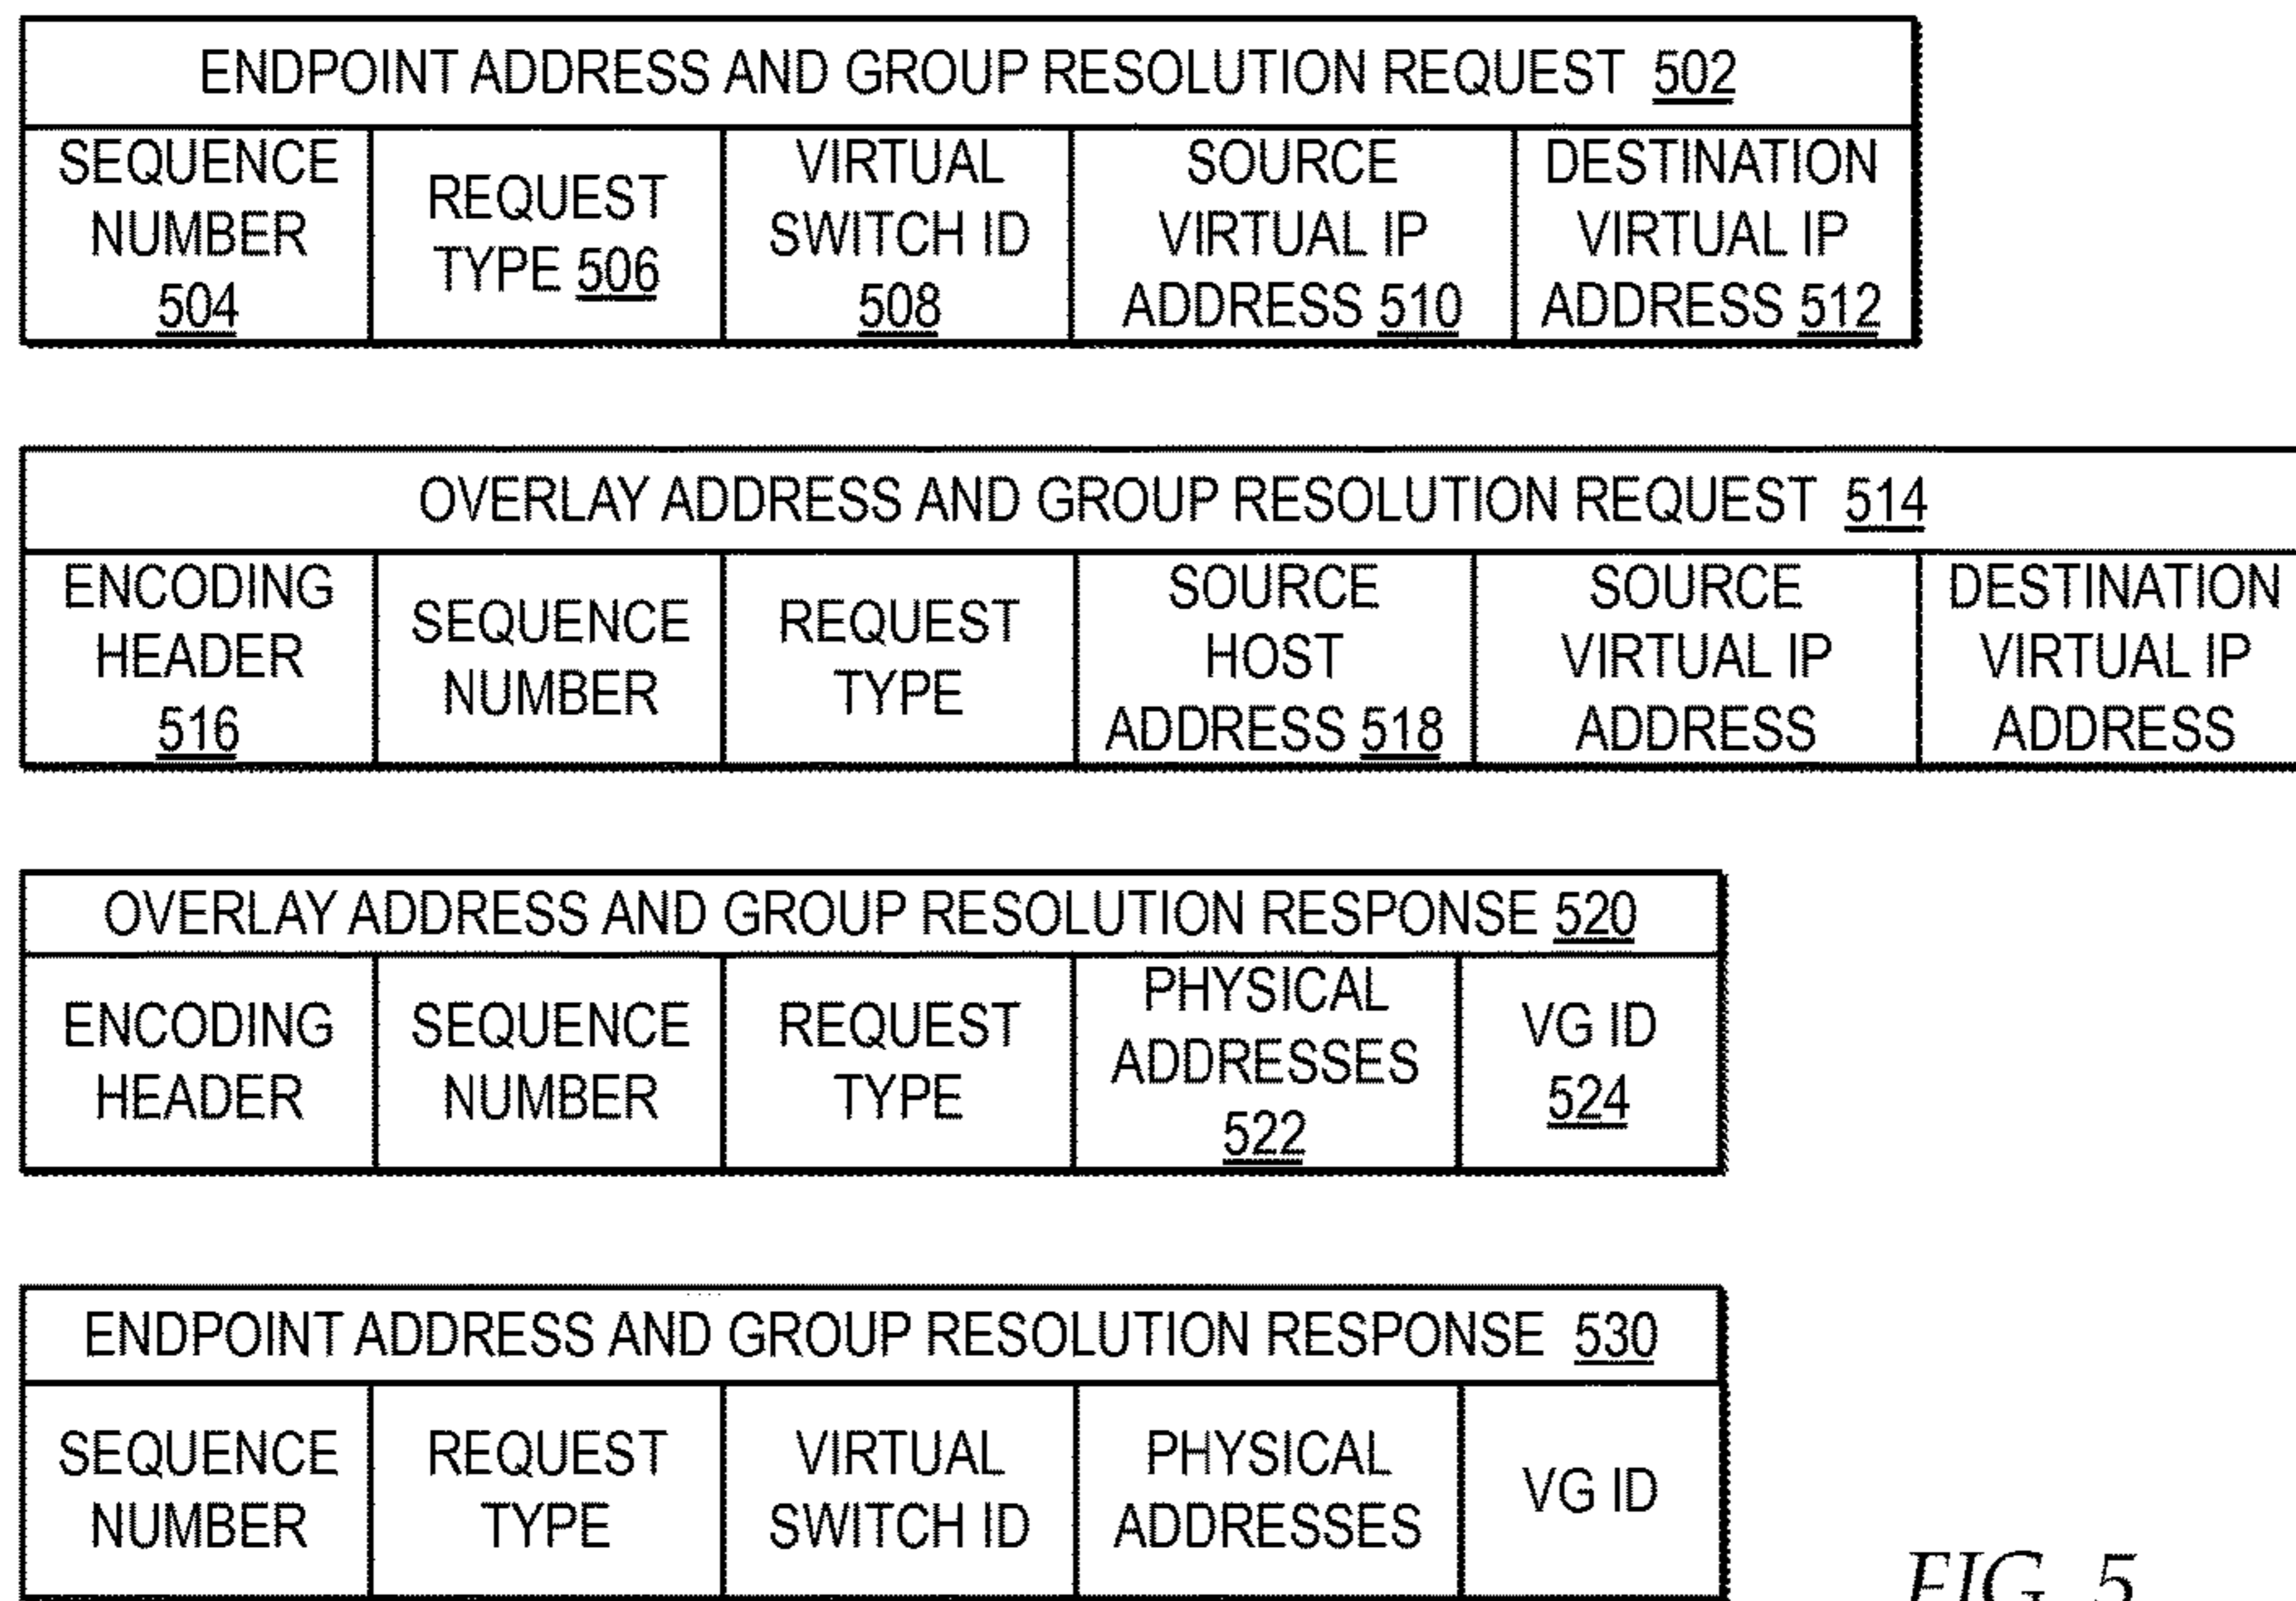 ENDPOINT ADDRESS AND GROUP RESOLUTION REQUEST 502
SEQUENCE NUMBER 504
REQUEST TYPE 506
VIRTUAL SWITCH ID 508
SOURCE VIRTUAL IP ADDRESS 510
DESTINATION VIRTUAL IP ADDRESS 512
OVERLAY ADDRESS AND GROUP RESOLUTION REQUEST 514
ENCODING HEADER 516
SEQUENCE NUMBER
REQUEST TYPE
SOURCE HOST ADDRESS 518
SOURCE VIRTUAL IP ADDRESS
DESTINATION VIRTUAL IP ADDRESS
OVERLAY ADDRESS AND GROUP RESOLUTION RESPONSE 520
ENCODING HEADER
SEQUENCE NUMBER
REQUEST TYPE
PHYSICAL ADDRESSES 522
VG ID 524
ENDPOINT ADDRESS AND GROUP RESOLUTION RESPONSE 530
SEQUENCE NUMBER
REQUEST TYPE
VIRTUAL SWITCH ID
PHYSICAL ADDRESSES
VG ID
FIG. 5